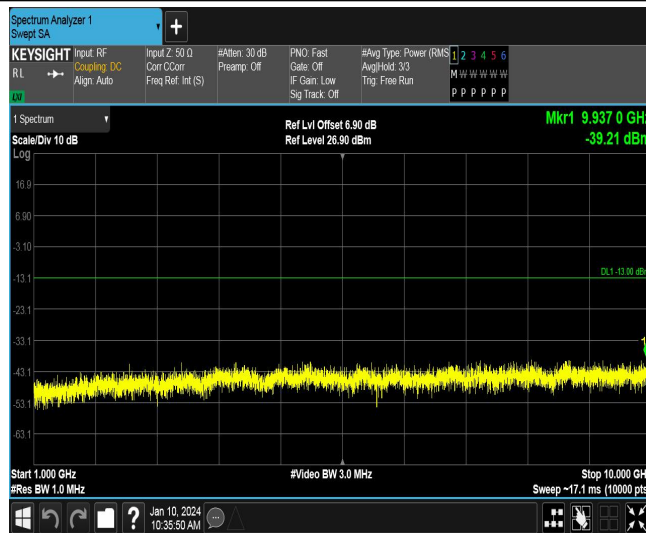 Spectrum Analyzer 1
Swept SA
+
KEYSIGHT
RL
LXI
Input: RF
Coupling: DC
Align: Auto
Input Z: 50 Ω
Corr CCorr
Freq Ref: Int (S)
#Atten: 30 dB
Preamp: Off
PNO: Fast
Gate: Off
IF Gain: Low
Sig Track: Off
#Avg Type: Power (RMS
Avg|Hold: 3/3
Trig: Free Run
1 2 3 4 5 6
M W W W W W
P P P P P P
1 Spectrum
Scale/Div 10 dB
Log
Ref Lvl Offset 6.90 dB
Ref Level 26.90 dBm
Mkr1 9.937 0 GHz
-39.21 dBm
16.9
6.90
-3.10
-13.1
-23.1
-33.1
-43.1
-53.1
-63.1
DL1 -13.00 dBm
1
Start 1.000 GHz
#Res BW 1.0 MHz
#Video BW 3.0 MHz
Stop 10.000 GHz
Sweep ~17.1 ms (10000 pts
?
Jan 10, 2024
10:35:50 AM